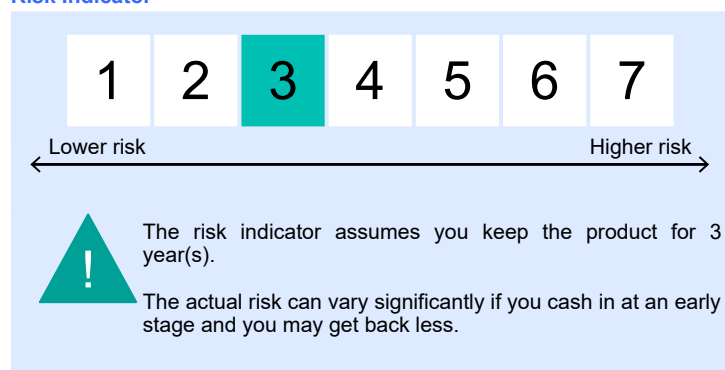 Risk indicator
1 2 3 4 5 6 7
Lower risk Higher risk
!
The risk indicator assumes you keep the product for 3
year(s).
The actual risk can vary significantly if you cash in at an early
stage and you may get back less.